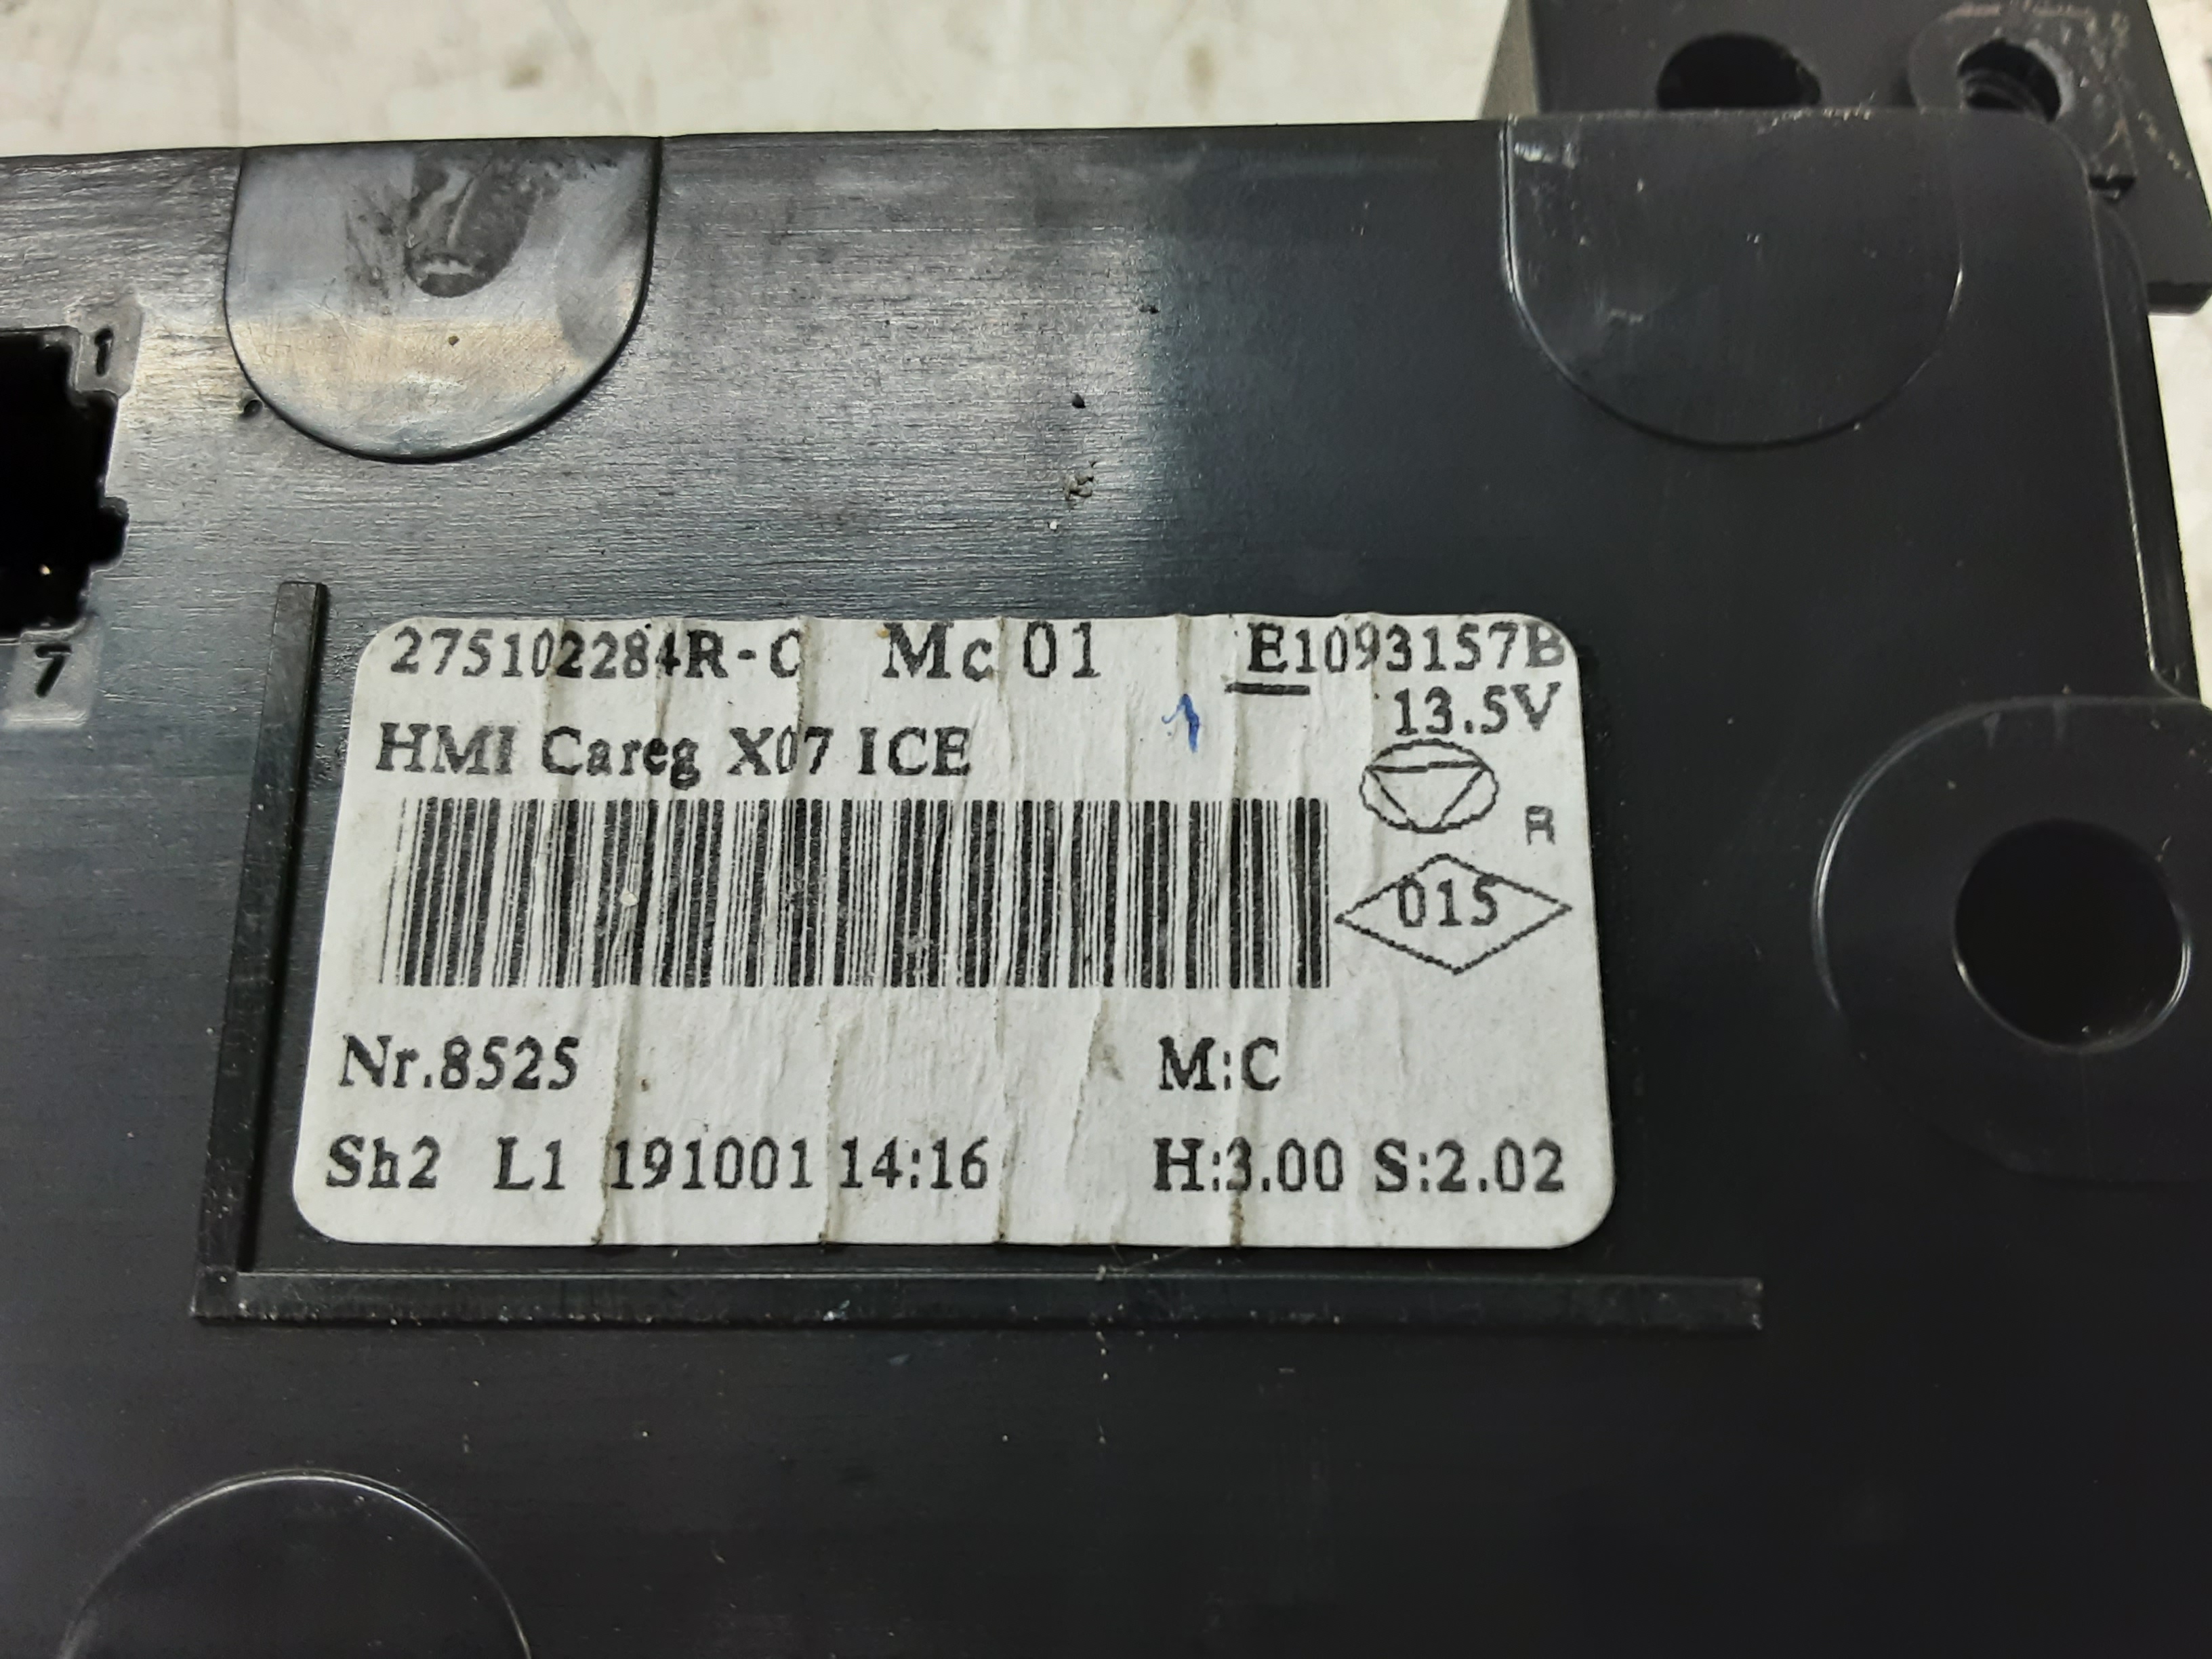 1
7
275102284R-C Mc 01 E1093157B
13.5V
1
HMI Careg X07 ICE
R
015
Nr.8525 M:C
Sh2 L1 191001 14:16 H:3.00 S:2.02